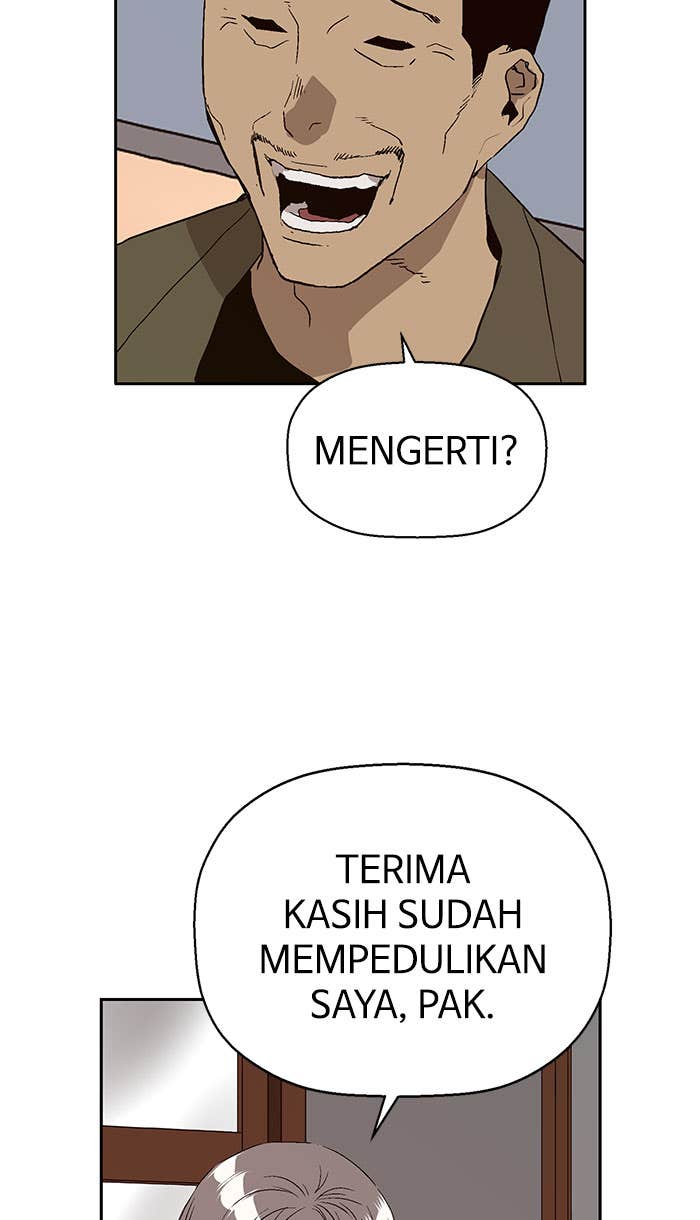 MENGERTI?
TERIMA
KASIH SUDAH
MEMPEDULIKAN
SAYA, PAK.